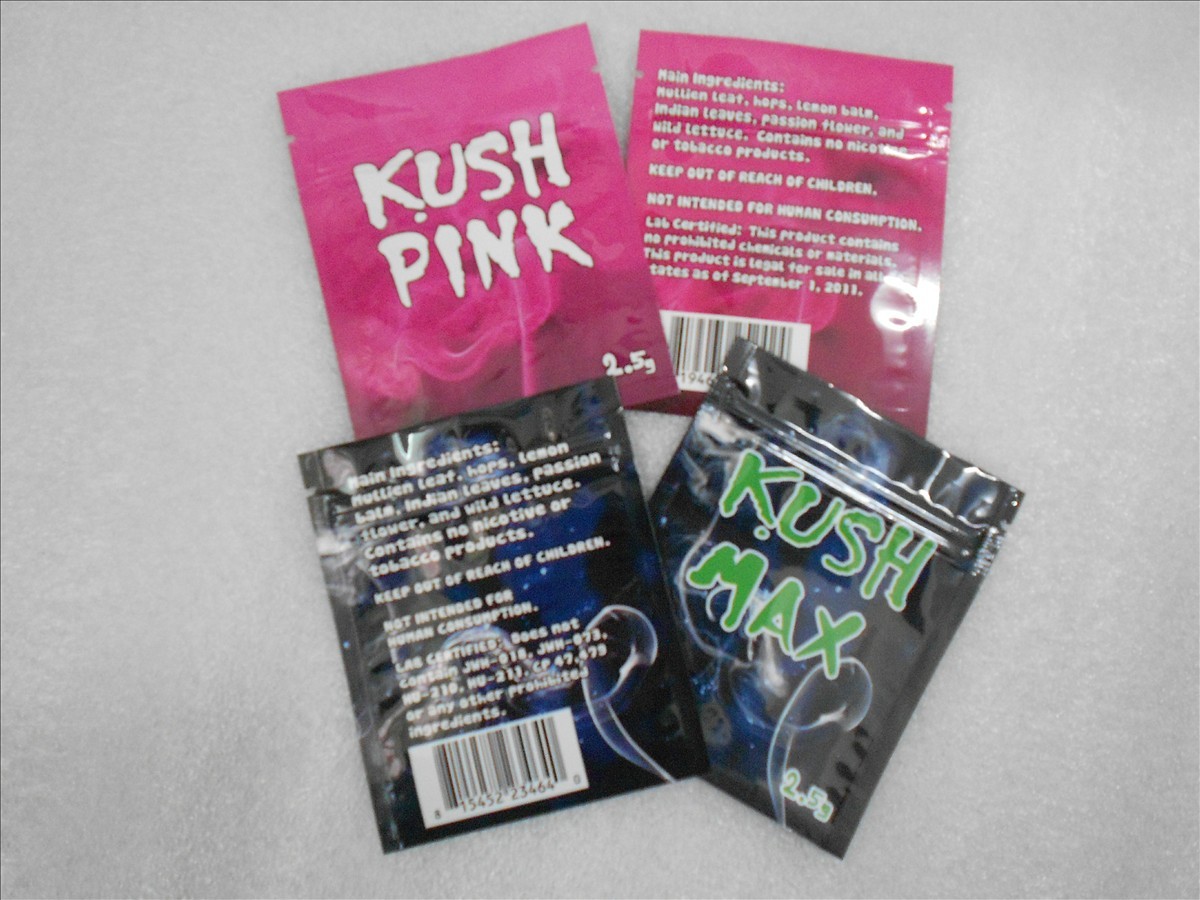 KUSH
PINK
2.5g
Main Ingredients:
Mullien leaf, hops, lemon balm,
Indian leaves, passion flower, and
wild lettuce. Contains no nicotine
or tobacco products.
KEEP OUT OF REACH OF CHILDREN.
NOT INTENDED FOR HUMAN CONSUMPTION.
Lab Certified: This product contains
no prohibited chemicals or materials.
This product is legal for sale in all
states as of September 1, 2011.
194
Main Ingredients:
Mullien leaf, hops, lemon
balm, Indian leaves, passion
flower, and wild lettuce.
Contains no nicotive or
tobacco products.
KEEP OUT OF REACH OF CHILDREN.
NOT INTENDED FOR
HUMAN CONSUMPTION.
LAB CERTIFIED: Does not
contain JWH-018, JWH-073,
HU-210, HU-211, CP 47,479
or any other prohibited
ingredients.
8 15452 23464 0
KUSH
MAX
2.5g